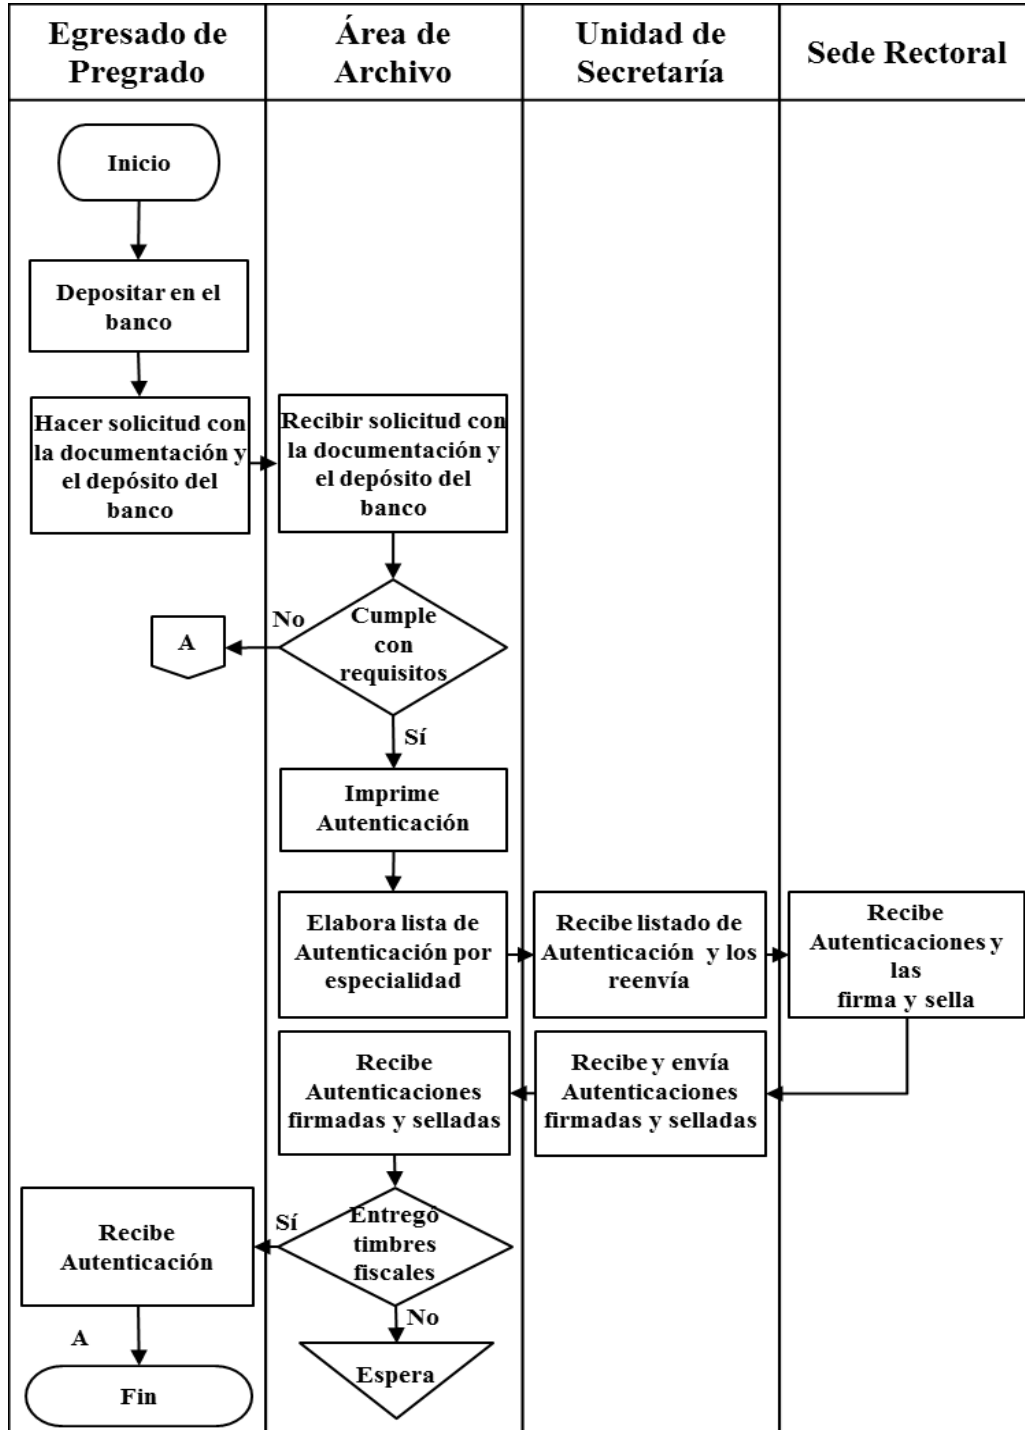 Egresado de
Pregrado
Área de
Archivo
Unidad de
Secretaría
Sede Rectoral
Inicio
Depositar en el
banco
Hacer solicitud con
la documentación y
el depósito del
banco
Recibir solicitud con
la documentación y
el depósito del
banco
Cumple
con
requisitos
No
A
Sí
Imprime
Autenticación
Elabora lista de
Autenticación por
especialidad
Recibe listado de
Autenticación y los
reenvía
Recibe
Autenticaciones y
las
firma y sella
Recibe y envía
Autenticaciones
firmadas y selladas
Recibe
Autenticaciones
firmadas y selladas
Entregó
timbres
fiscales
Sí
Recibe
Autenticación
No
Espera
A
Fin